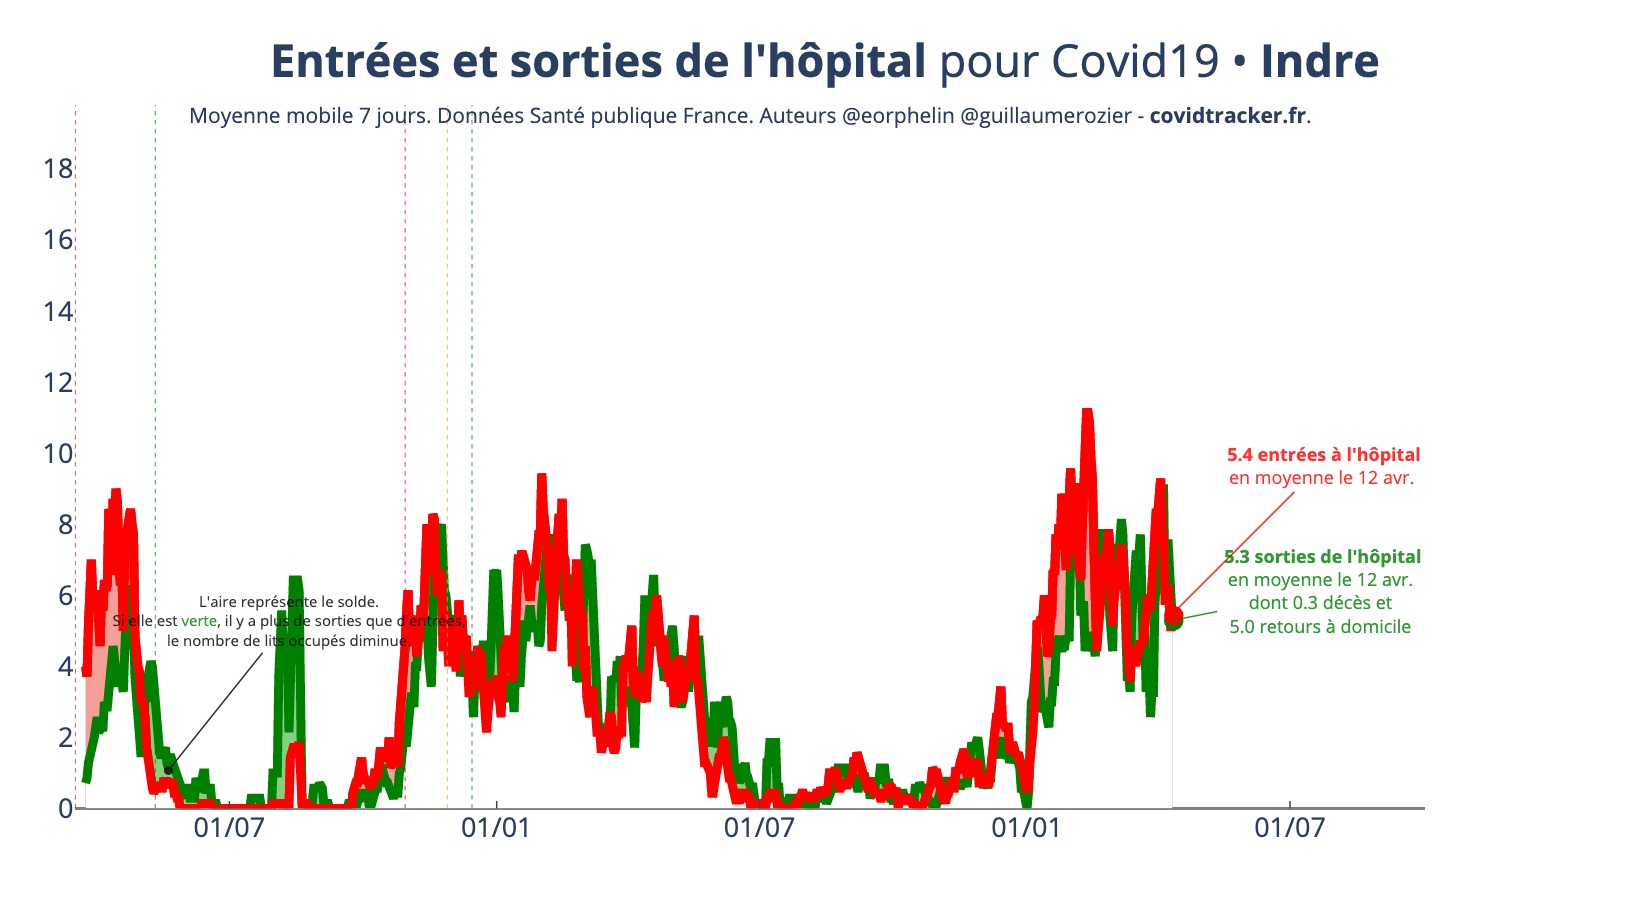 Entrées et sorties de l'hôpital pour Covid19 • Indre
Moyenne mobile 7 jours. Données Santé publique France. Auteurs @eorphelin @guillaumerozier - covidtracker.fr.
18
16
14
12
10
8
6
4
2
0
L'aire représente le solde.
Si elle est verte, il y a plus de sorties que d'entrées,
le nombre de lits occupés diminue.
5.4 entrées à l'hôpital
en moyenne le 12 avr.
5.3 sorties de l'hôpital
en moyenne le 12 avr.
dont 0.3 décès et
5.0 retours à domicile
01/07
01/01
01/07
01/01
01/07